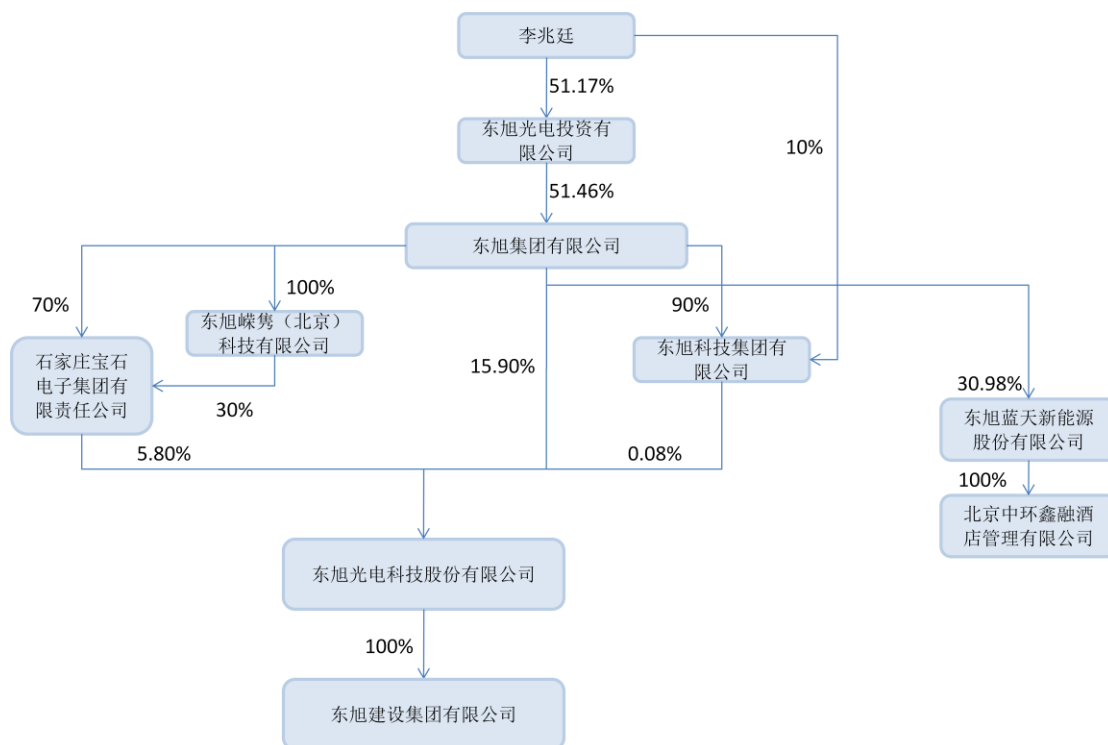 李兆廷
51.17%
东旭光电投资有
限公司
10%
51.46%
东旭集团有限公司
70%
100%
90%
东旭嵘隽（北京）
科技有限公司
石家庄宝石
电子集团有
限责任公司
15.90%
东旭科技集团有
限公司
30%
30.98%
东旭蓝天新能源
股份有限公司
5.80%
0.08%
100%
北京中环鑫融酒
店管理有限公司
东旭光电科技股份有限公司
100%
东旭建设集团有限公司